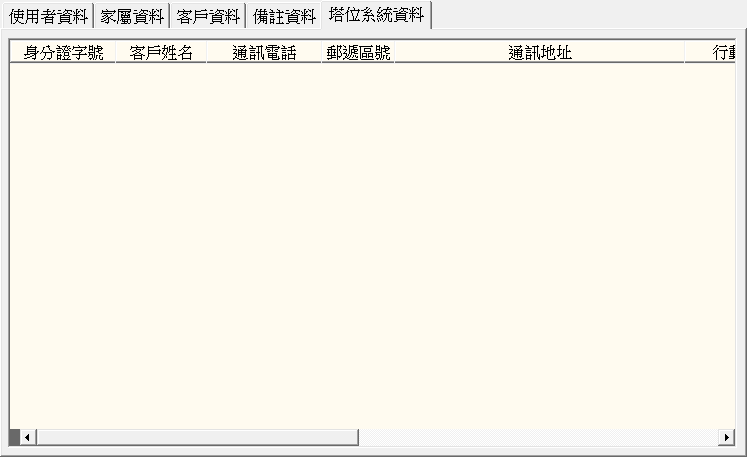 使用者資料 家屬資料 客戶資料 備註資料 塔位系統資料
身分證字號 客戶姓名 通訊電話 郵遞區號 通訊地址 行